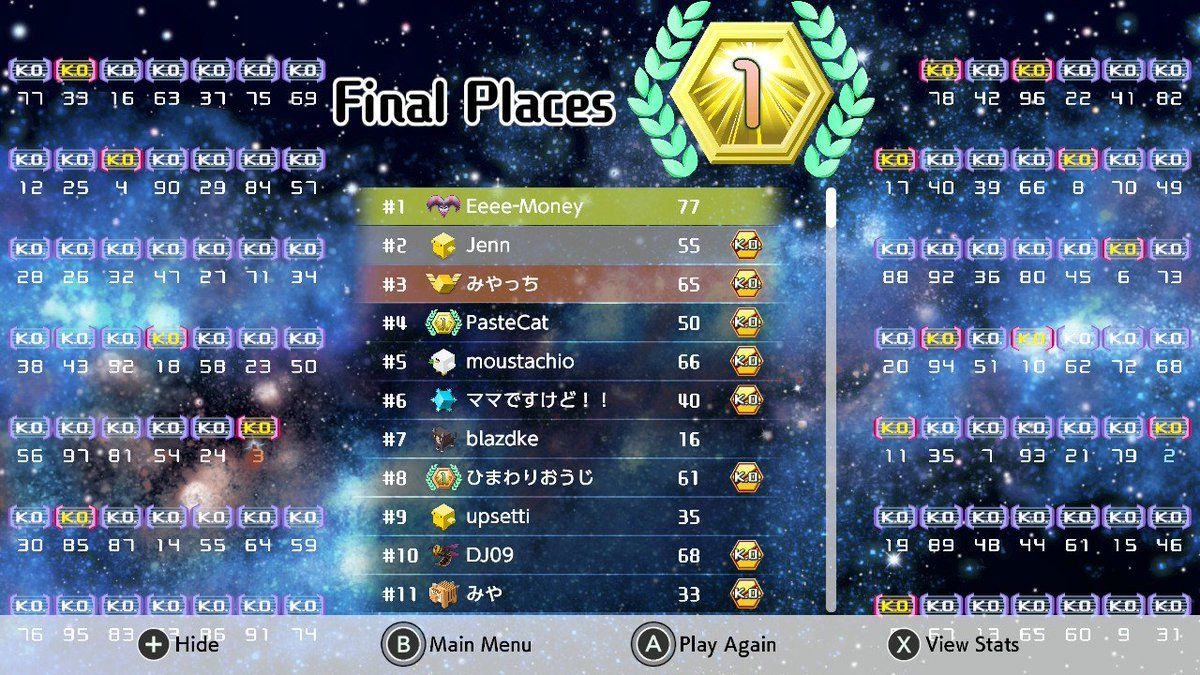 K.O. K.O. K.O. K.O. K.O. K.O. K.O.
77 33 16 63 37 75 69
K.O. K.O. K.O. K.O. K.O. K.O. K.O.
12 25 4 90 29 84 57
K.O. K.O. K.O. K.O. K.O. K.O. K.O.
28 26 32 47 27 71 34
K.O. K.O. K.O. K.O. K.O. K.O. K.O.
38 43 92 18 58 23 50
K.O. K.O. K.O. K.O. K.O. K.O.
56 97 81 54 24 3
K.O. K.O. K.O. K.O. K.O. K.O. K.O.
30 85 87 14 55 64 59
K.O. K.O. K.O. K.O. K.O. K.O. K.O.
76 95 83 86 91 74
Final Places
1
#1 Eeee-Money 77
#2 Jenn 55 K.O
#3 みやっち 65 K.O
#4 PasteCat 50 K.O
#5 moustachio 66 K.O
#6 ママですけど！！ 40 K.O
#7 blazdke 16
#8 ひまわりおうじ 61 K.O
#9 upsetti 35
#10 DJ09 68 K.O
#11 みや 33 K.O
K.O. K.O. K.O. K.O. K.O. K.O.
78 42 96 22 41 82
K.O. K.O. K.O. K.O. K.O. K.O. K.O.
17 40 39 66 8 70 49
K.O. K.O. K.O. K.O. K.O. K.O. K.O.
88 92 36 80 45 6 73
K.O. K.O. K.O. K.O. K.O. K.O. K.O.
20 94 51 10 62 72 68
K.O. K.O. K.O. K.O. K.O. K.O. K.O.
11 35 7 93 21 79 2
K.O. K.O. K.O. K.O. K.O. K.O. K.O.
19 89 48 44 61 15 46
K.O. K.O. K.O. K.O. K.O. K.O. K.O.
67 13 65 60 9 31
+ Hide B Main Menu A Play Again X View Stats